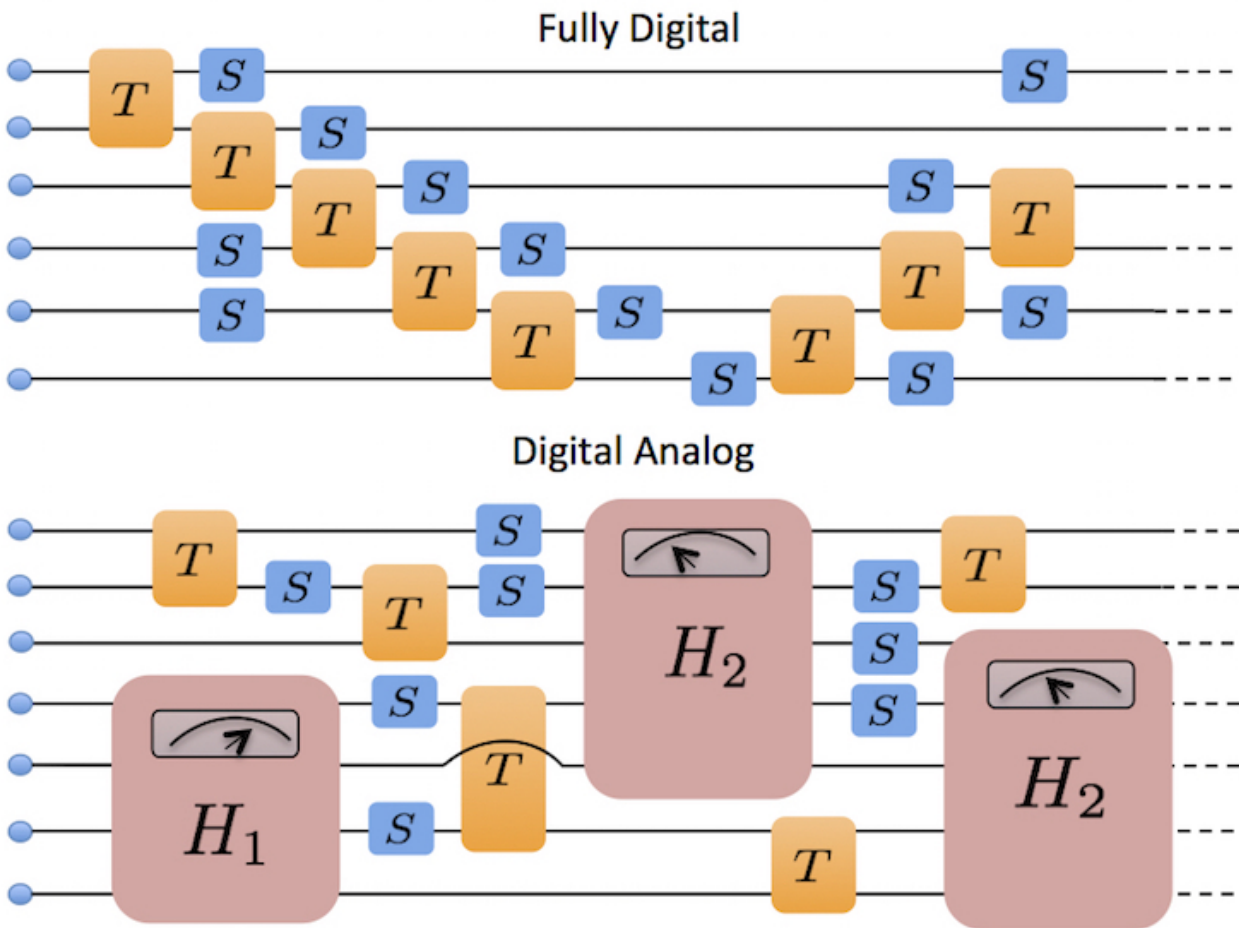 Fully Digital
T S S
T S
T S S T
S T S T
S T S T S
S T S
Digital Analog
T S H₂ T
S T S S
S
S T S H₂
H₁ S T